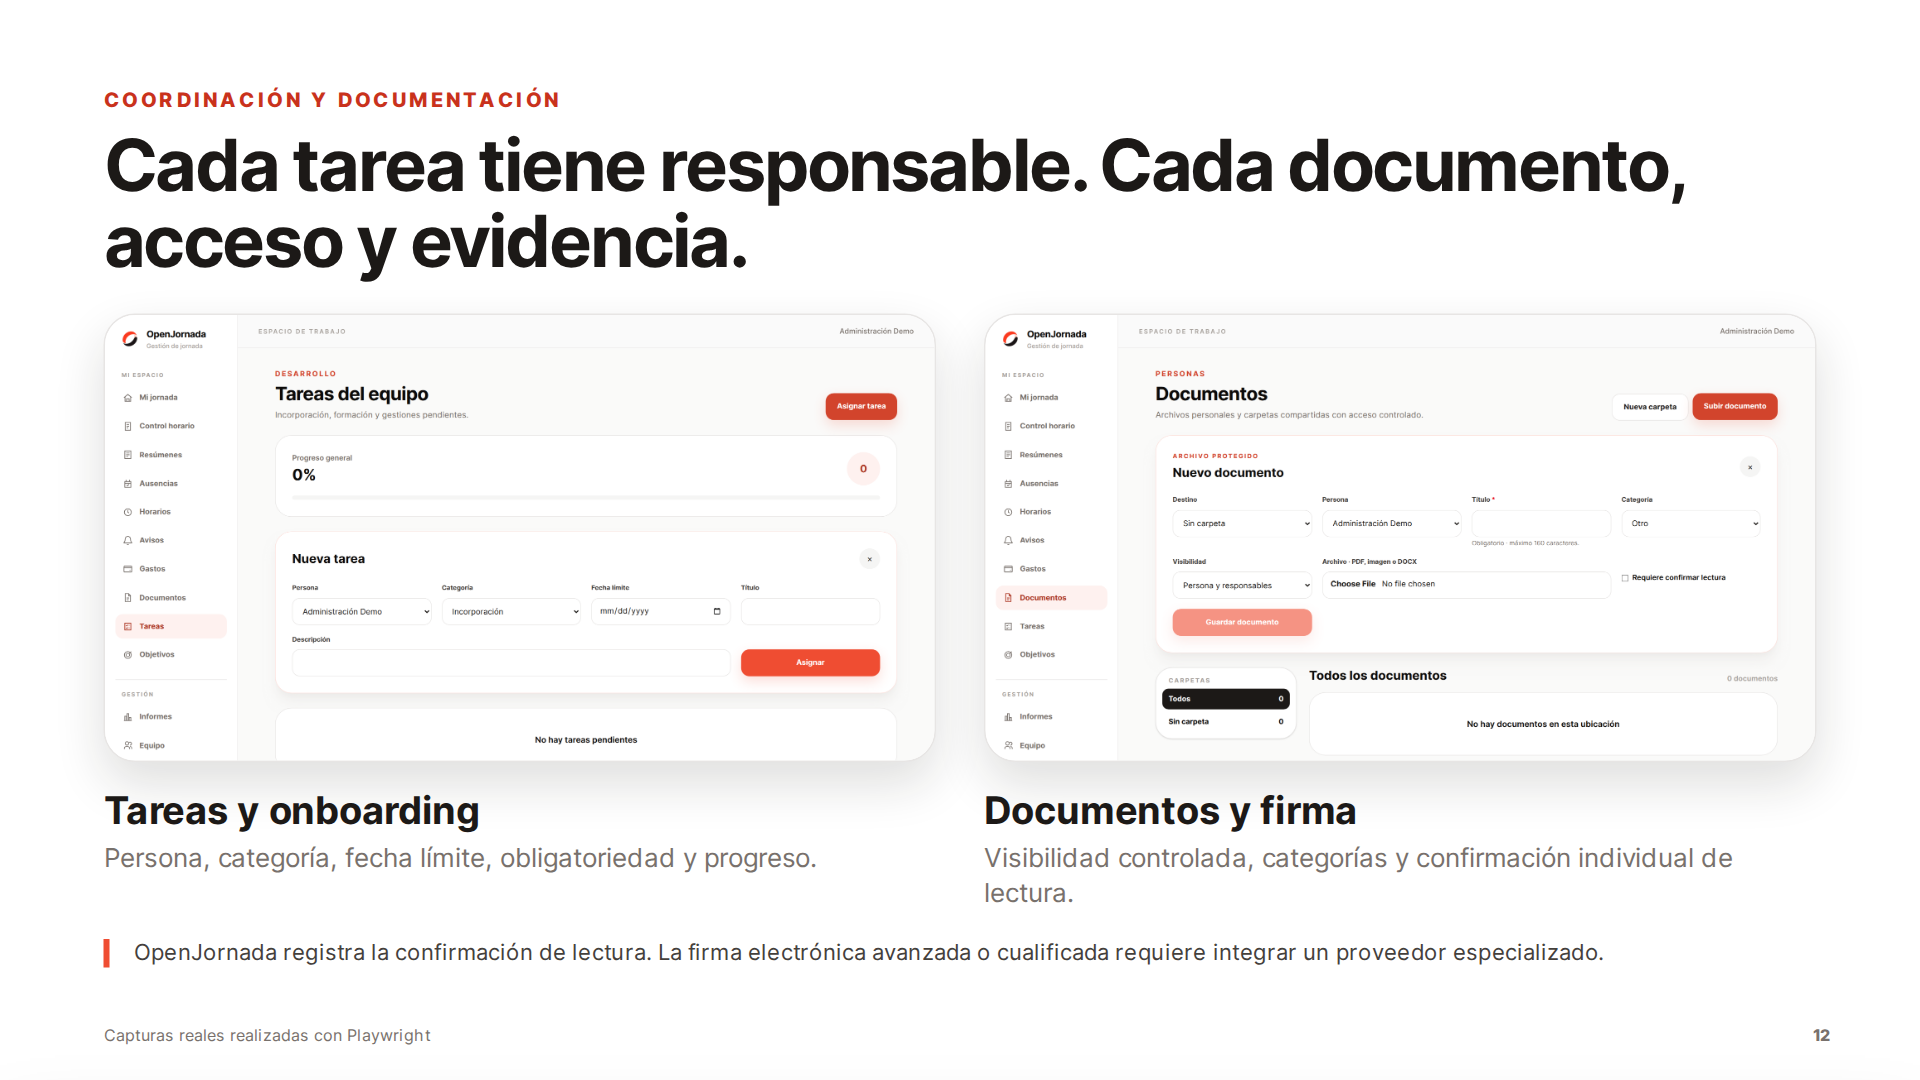 COORDINACIÓN Y DOCUMENTACIÓN
Cada tarea tiene responsable. Cada documento,
acceso y evidencia.
OpenJornada
Gestión de jornada
MI ESPACIO
Mi jornada
Control horario
Resúmenes
Ausencias
Horarios
Avisos
Gastos
Documentos
Tareas
Objetivos
GESTIÓN
Informes
Equipo
ESPACIO DE TRABAJO
Administración Demo
DESARROLLO
Tareas del equipo
Incorporación, formación y gestiones pendientes.
Asignar tarea
Progreso general
0%
0
Nueva tarea
×
Persona
Categoría
Fecha límite
Título
Administración Demo
Incorporación
mm/dd/yyyy
Descripción
Asignar
No hay tareas pendientes
OpenJornada
Gestión de jornada
MI ESPACIO
Mi jornada
Control horario
Resúmenes
Ausencias
Horarios
Avisos
Gastos
Documentos
Tareas
Objetivos
GESTIÓN
Informes
Equipo
ESPACIO DE TRABAJO
Administración Demo
PERSONAS
Documentos
Archivos personales y carpetas compartidas con acceso controlado.
Nueva carpeta
Subir documento
ARCHIVO PROTEGIDO
Nuevo documento
×
Destino
Persona
Título *
Categoría
Sin carpeta
Administración Demo
Otro
Obligatorio · máximo 160 caracteres.
Visibilidad
Archivo · PDF, imagen o DOCX
Persona y responsables
Choose File No file chosen
Requiere confirmar lectura
Guardar documento
CARPETAS
Todos 0
Sin carpeta 0
Todos los documentos
0 documentos
No hay documentos en esta ubicación
Tareas y onboarding
Persona, categoría, fecha límite, obligatoriedad y progreso.
Documentos y firma
Visibilidad controlada, categorías y confirmación individual de
lectura.
OpenJornada registra la confirmación de lectura. La firma electrónica avanzada o cualificada requiere integrar un proveedor especializado.
Capturas reales realizadas con Playwright
12